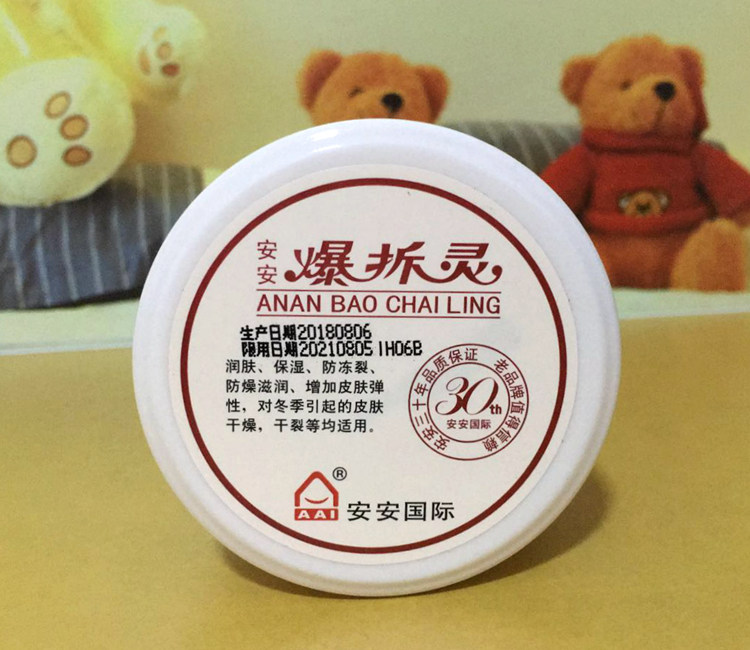 安安
爆拆灵
ANAN BAO CHAI LING
生产日期20180806
限用日期20210805 IH06B
润肤、保湿、防冻裂、
防燥滋润、增加皮肤弹
性，对冬季引起的皮肤
干燥，干裂等均适用。
安安三十年品质保证 老品牌值得信赖
30th
安安国际
AAI ®
安安国际